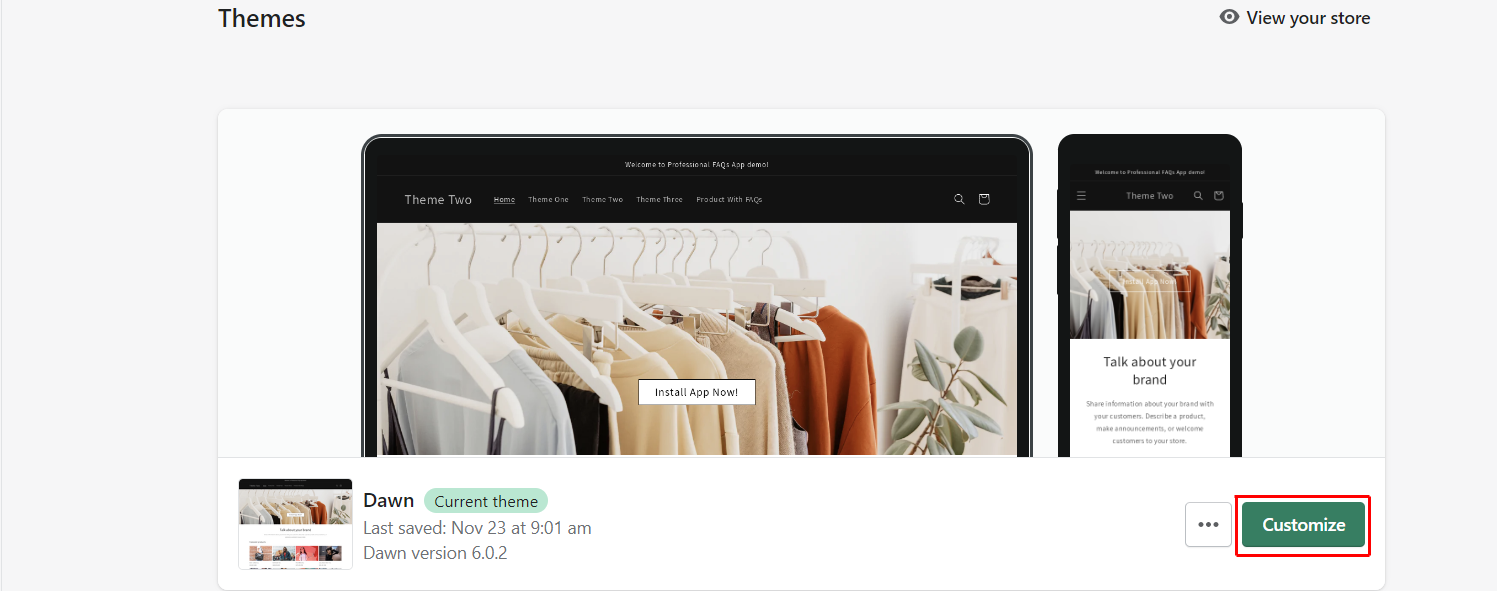 Themes
View your store
Welcome to Professional FAQs App demo!
Theme Two
Home Theme One Theme Two Theme Three Product With FAQs
Install App Now!
Welcome to Professional FAQs App demo!
Theme Two
Install App Now!
Talk about your
brand
Share information about your brand with
your customers. Describe a product,
make announcements, or welcome
customers to your store.
Dawn Current theme
Last saved: Nov 23 at 9:01 am
Dawn version 6.0.2
••• Customize